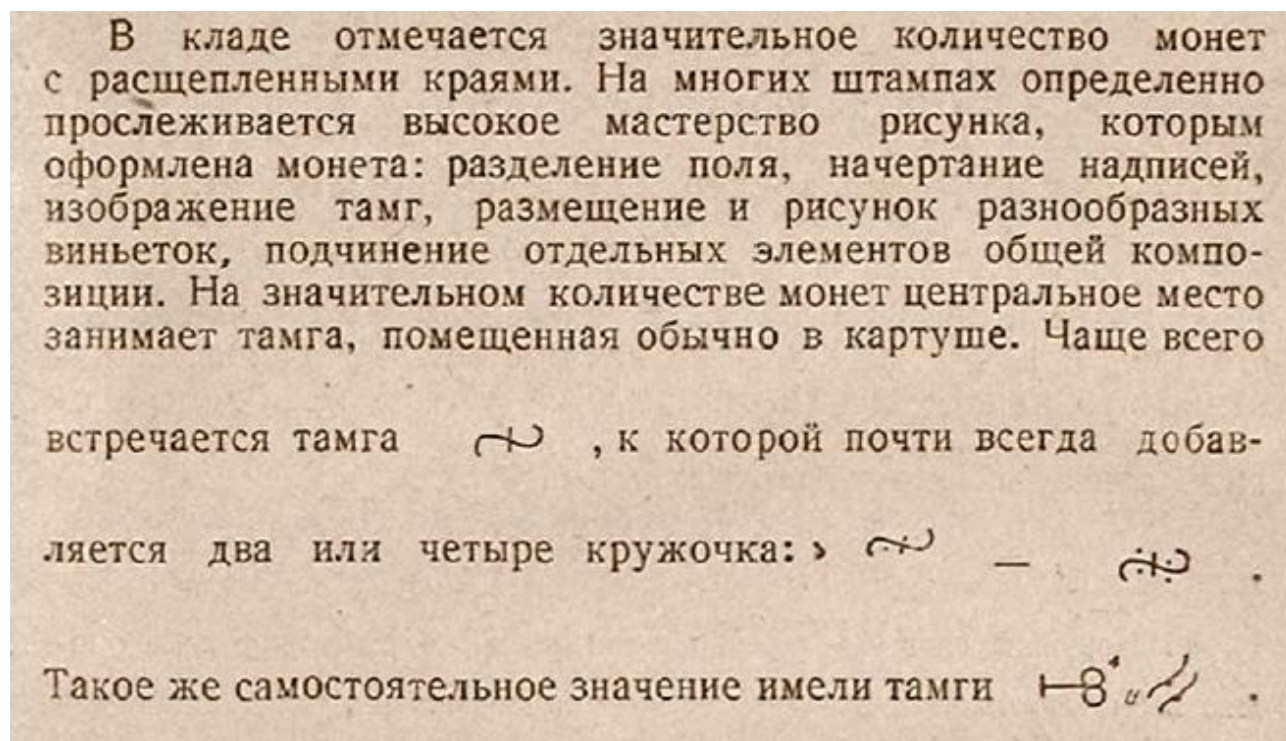 В кладе отмечается значительное количество монет
с расщепленными краями. На многих штампах определенно
прослеживается высокое мастерство рисунка, которым
оформлена монета: разделение поля, начертание надписей,
изображение тамг, размещение и рисунок разнообразных
виньеток, подчинение отдельных элементов общей компо-
зиции. На значительном количестве монет центральное место
занимает тамга, помещенная обычно в картуше. Чаще всего
встречается тамга , к которой почти всегда добав-
ляется два или четыре кружочка: — .
Такое же самостоятельное значение имели тамги и .